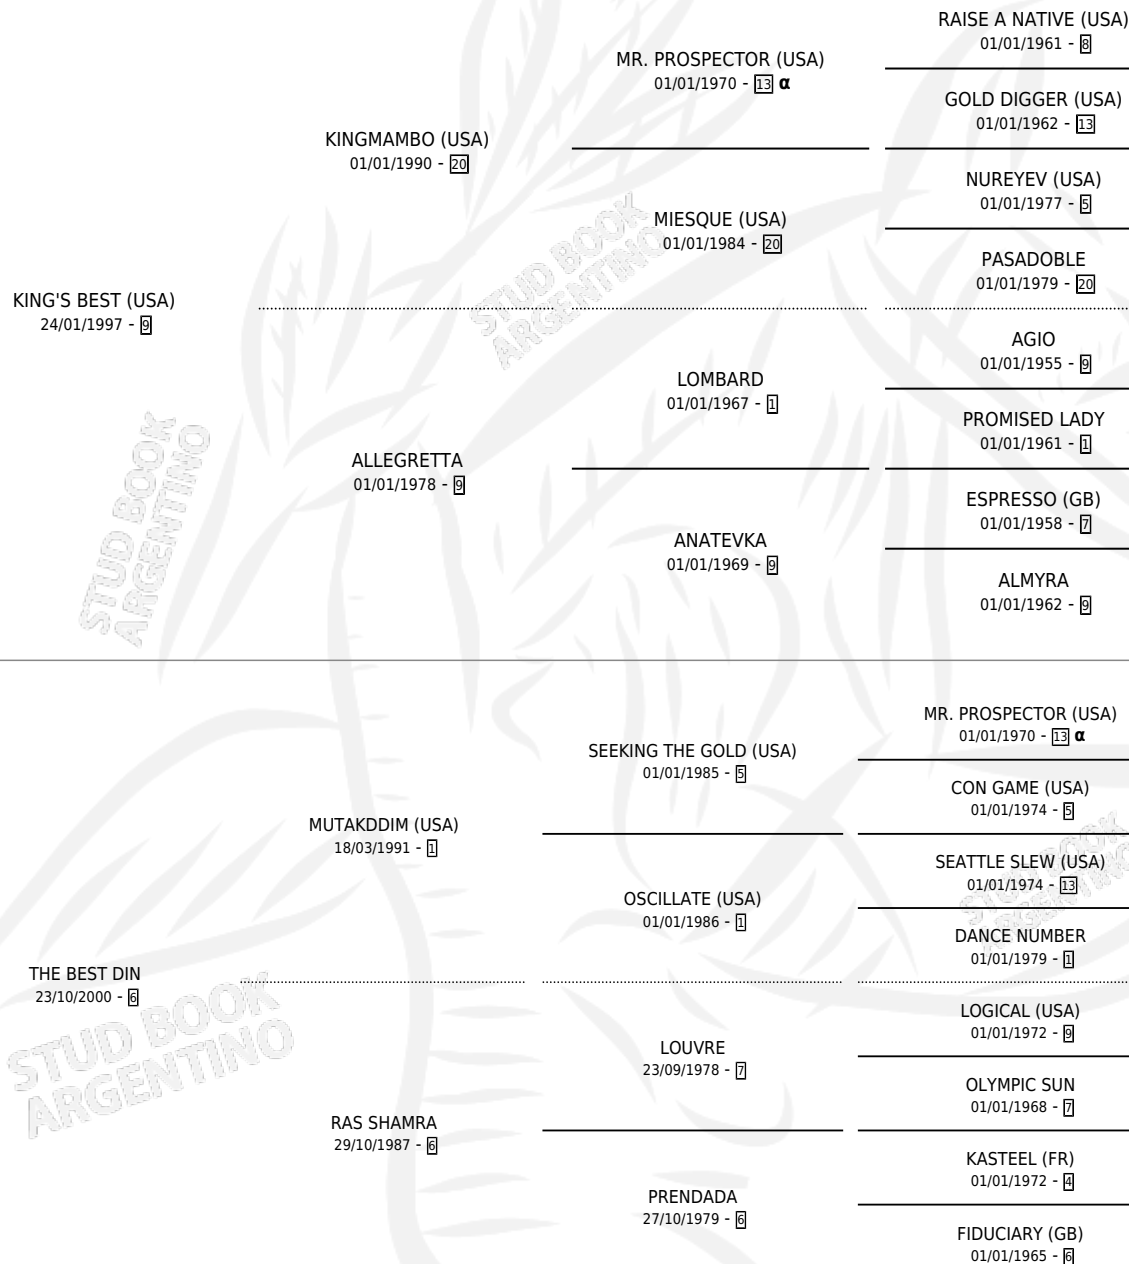 RAISE A NATIVE (USA)
01/01/1961 - 8
MR. PROSPECTOR (USA)
01/01/1970 - 13 α
GOLD DIGGER (USA)
01/01/1962 - 13
KINGMAMBO (USA)
01/01/1990 - 20
NUREYEV (USA)
01/01/1977 - 5
MIESQUE (USA)
01/01/1984 - 20
PASADOBLE
01/01/1979 - 20
KING'S BEST (USA)
24/01/1997 - 9
AGIO
01/01/1955 - 9
LOMBARD
01/01/1967 - 1
PROMISED LADY
01/01/1961 - 1
ALLEGRETTA
01/01/1978 - 9
ESPRESSO (GB)
01/01/1958 - 7
ANATEVKA
01/01/1969 - 9
ALMYRA
01/01/1962 - 9
MR. PROSPECTOR (USA)
01/01/1970 - 13 α
SEEKING THE GOLD (USA)
01/01/1985 - 5
CON GAME (USA)
01/01/1974 - 5
MUTAKDDIM (USA)
18/03/1991 - 1
SEATTLE SLEW (USA)
01/01/1974 - 13
OSCILLATE (USA)
01/01/1986 - 1
DANCE NUMBER
01/01/1979 - 1
THE BEST DIN
23/10/2000 - 6
LOGICAL (USA)
01/01/1972 - 9
LOUVRE
23/09/1978 - 7
OLYMPIC SUN
01/01/1968 - 7
RAS SHAMRA
29/10/1987 - 6
KASTEEL (FR)
01/01/1972 - 4
PRENDADA
27/10/1979 - 6
FIDUCIARY (GB)
01/01/1965 - 6
STUD BOOK
ARGENTINO
STUD BOOK
ARGENTINO
STUD BOOK
ARGENTINO
STUD BOOK
ARGENTINO